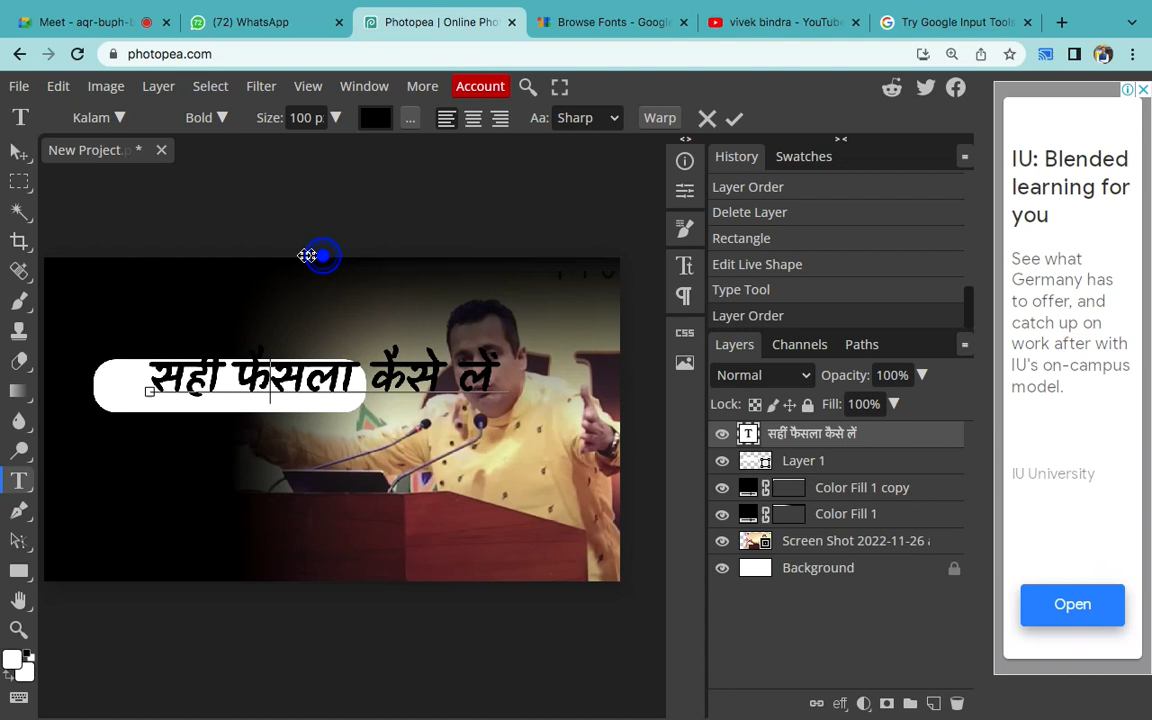 Meet - aqr-buph-b
(72) WhatsApp
Photopea | Online Pho
Browse Fonts - Google
vivek bindra - YouTube
Try Google Input Tools
photopea.com
File Edit Image Layer Select Filter View Window More Account
Kalam Bold Size: 100 p ... Aa: Sharp Warp
New Project.p *
History Swatches
Layer Order
Delete Layer
Rectangle
Edit Live Shape
Type Tool
Layer Order
CSS
Layers Channels Paths
Normal Opacity: 100%
Lock: Fill: 100%
सहीं फैसला कैसे लें
Layer 1
Color Fill 1 copy
Color Fill 1
Screen Shot 2022-11-26
Background
eff
सही फैसला कैसे लें
IU: Blended
learning for
you
See what
Germany has
to offer, and
catch up on
work after with
IU's on-campus
model.
IU University
Open